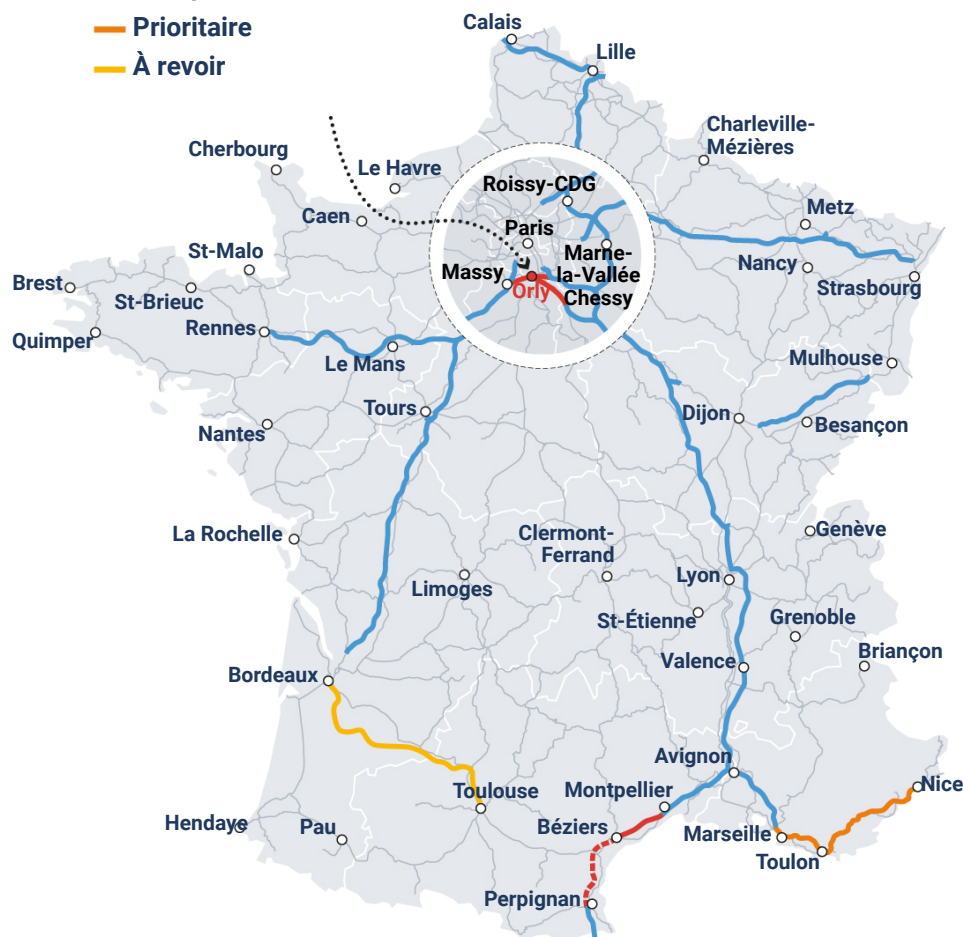 Prioritaire
À revoir
Calais
Lille
Charleville-
Mézières
Cherbourg
Le Havre
Roissy-CDG
Caen
Metz
Paris
St-Malo
Marne-
la-Vallée
Chessy
Massy
Orly
Nancy
Brest
St-Brieuc
Strasbourg
Quimper
Rennes
Le Mans
Mulhouse
Tours
Dijon
Nantes
Besançon
La Rochelle
Clermont-
Ferrand
Genève
Limoges
Lyon
St-Étienne
Grenoble
Briançon
Bordeaux
Valence
Avignon
Toulouse
Montpellier
Nice
Hendaye
Pau
Béziers
Marseille
Toulon
Perpignan